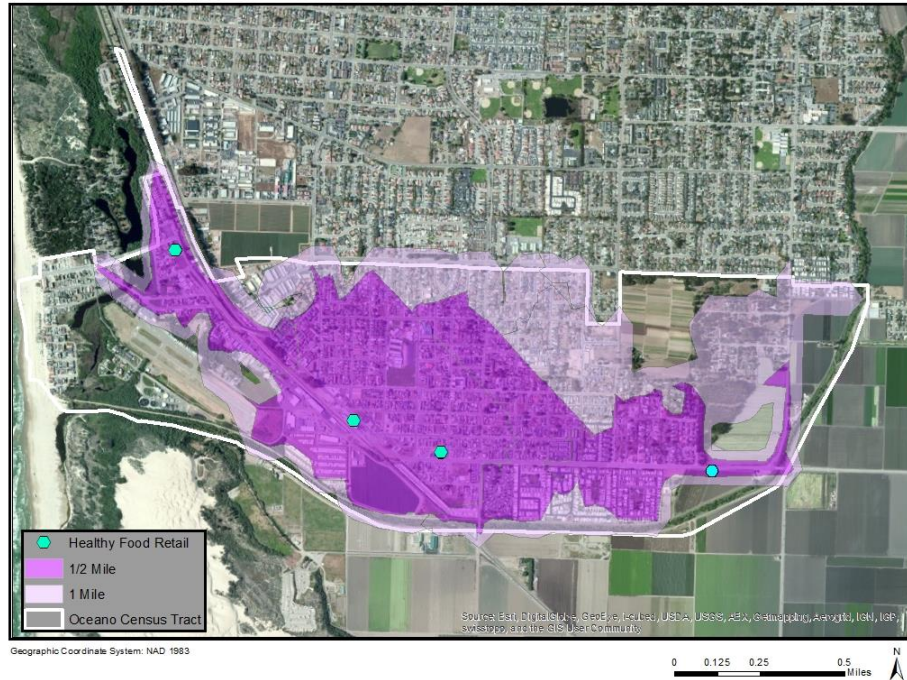 Healthy Food Retail
1/2 Mile
1 Mile
Oceano Census Tract
Source: Esri, DigitalGlobe, GeoEye, i-cubed, USDA, USGS, AEX, Getmapping, Aerogrid, IGN, IGP,
swisstopo, and the GIS User Community
Geographic Coordinate System: NAD 1983
0 0.125 0.25 0.5
Miles
N